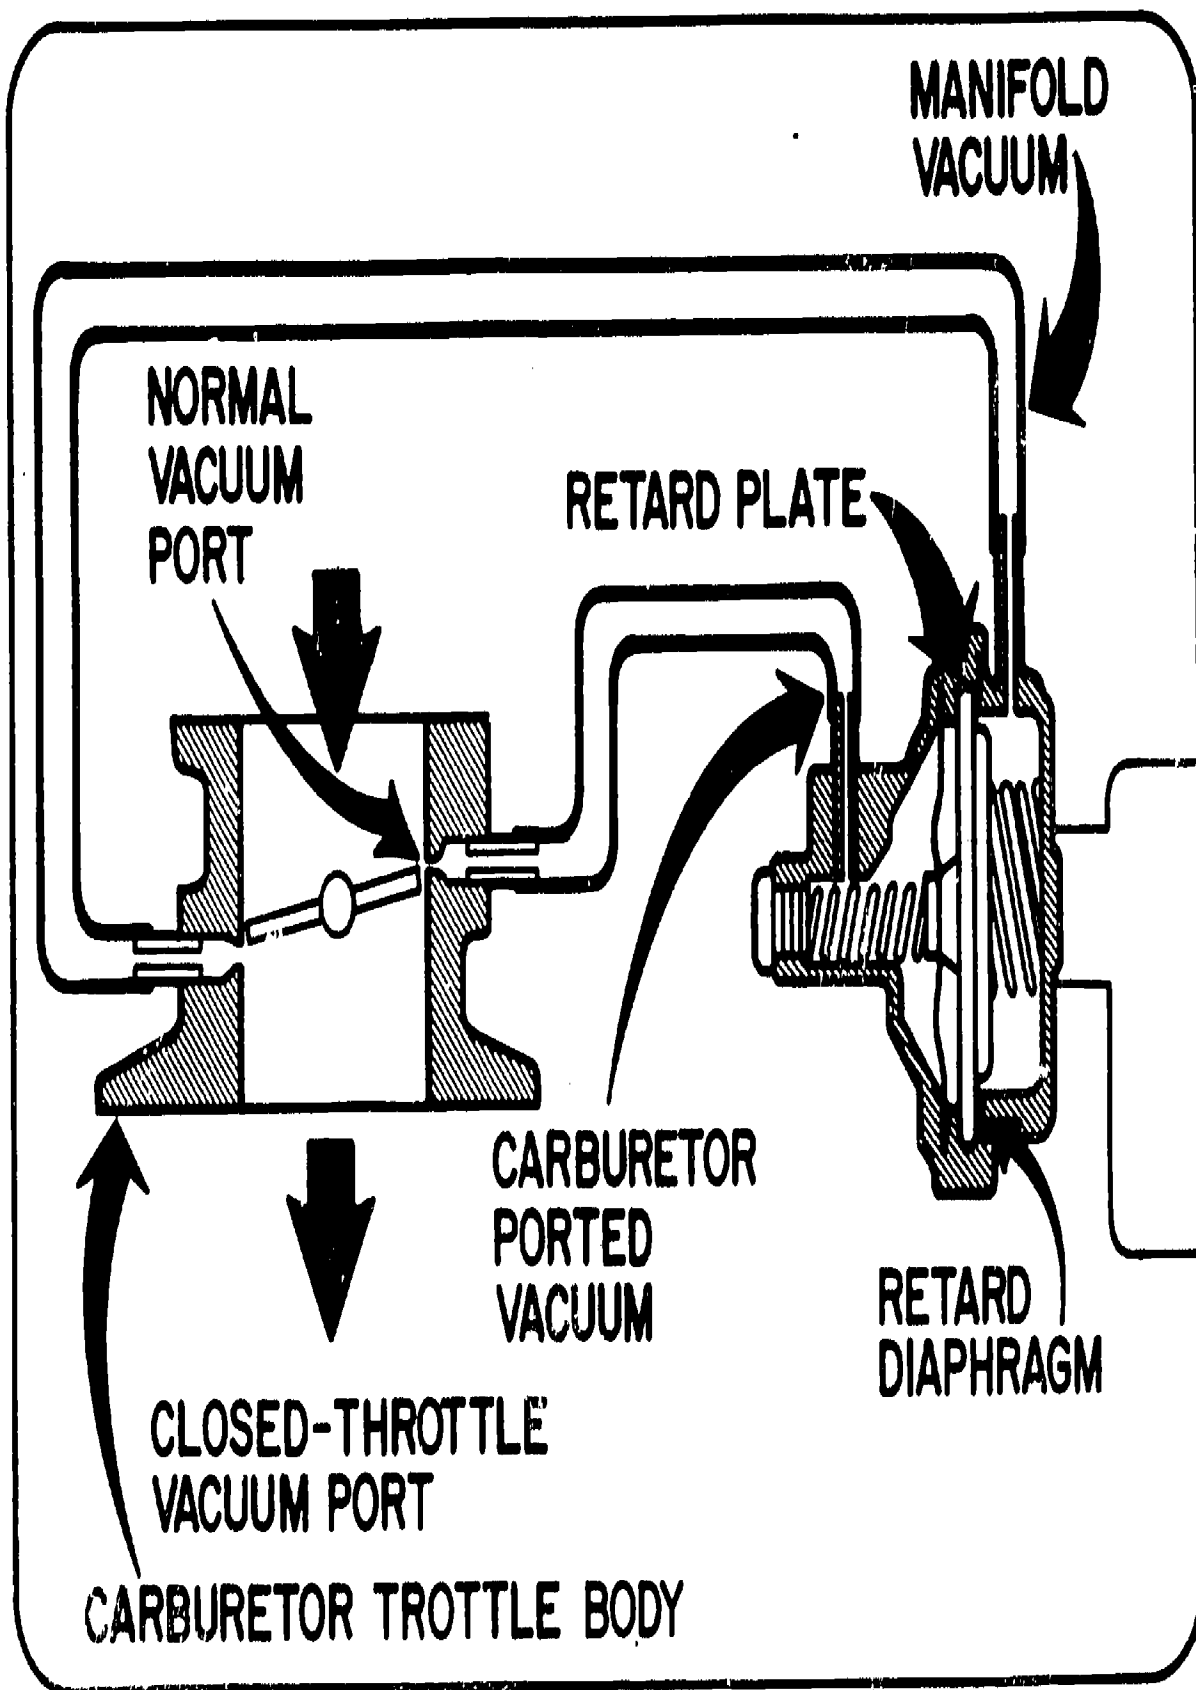 MANIFOLD
VACUUM
NORMAL
VACUUM
PORT
RETARD PLATE
CARBURETOR
PORTED
VACUUM
RETARD
DIAPHRAGM
CLOSED-THROTTLE
VACUUM PORT
CARBURETOR TROTTLE BODY